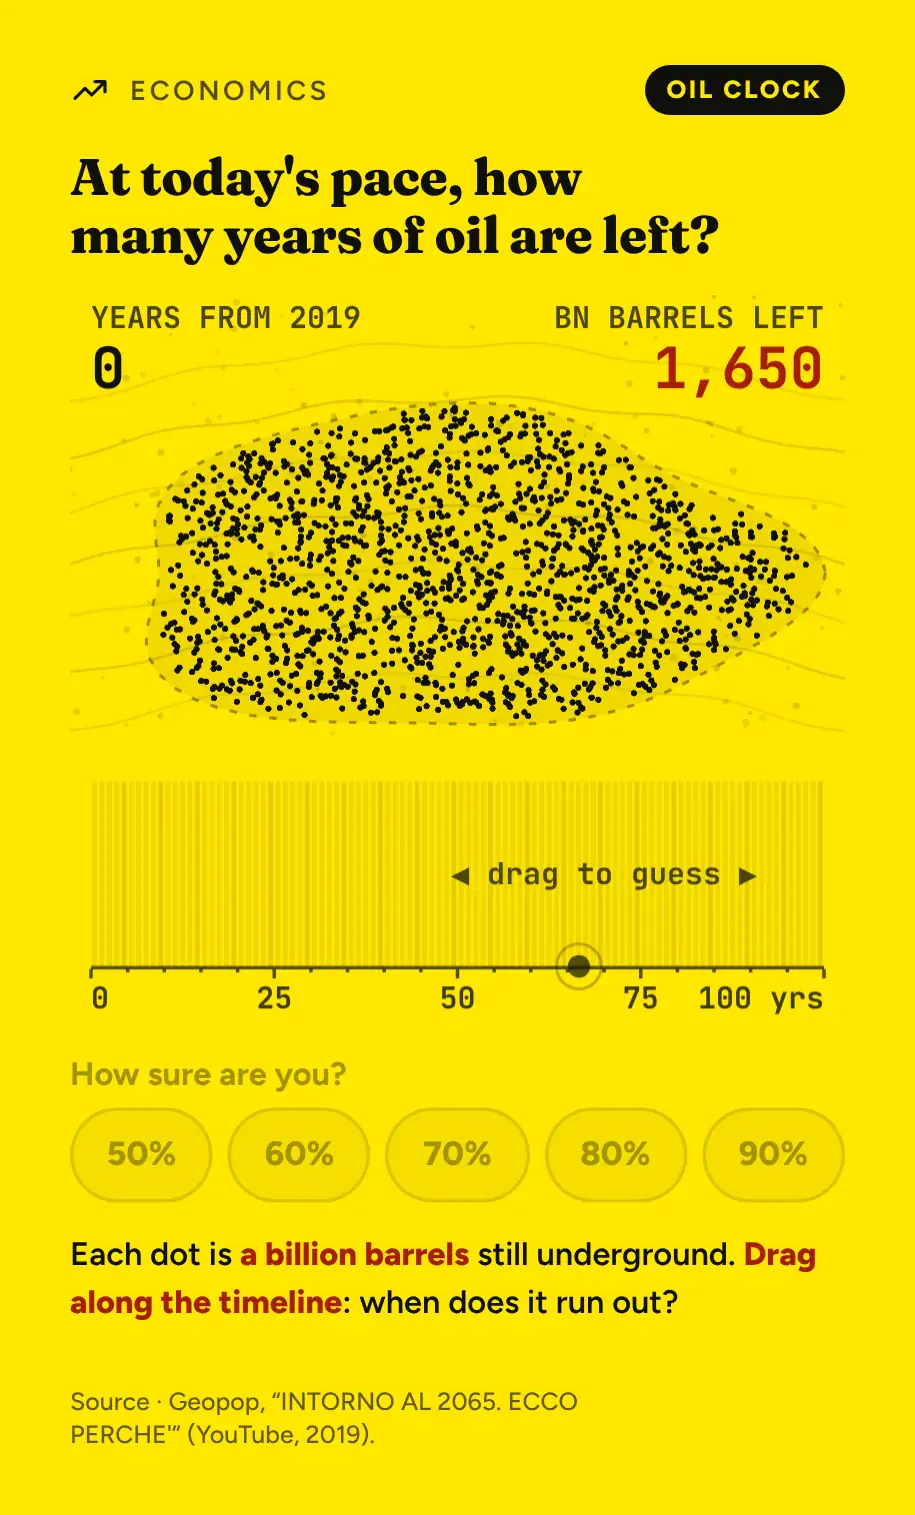 ECONOMICS
OIL CLOCK
At today's pace, how
many years of oil are left?
YEARS FROM 2019
BN BARRELS LEFT
0
1,650
◀ drag to guess ▶
0 25 50 75 100 yrs
How sure are you?
50% 60% 70% 80% 90%
Each dot is a billion barrels still underground. Drag
along the timeline: when does it run out?
Source · Geopop, “INTORNO AL 2065. ECCO
PERCHE'” (YouTube, 2019).